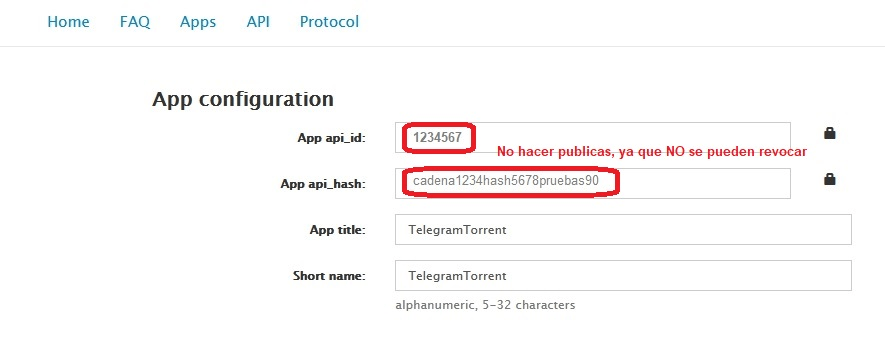 Home FAQ Apps API Protocol
App configuration
App api_id: 1234567
No hacer publicas, ya que NO se pueden revocar
App api_hash: cadena1234hash5678pruebas90
App title: TelegramTorrent
Short name: TelegramTorrent
alphanumeric, 5-32 characters